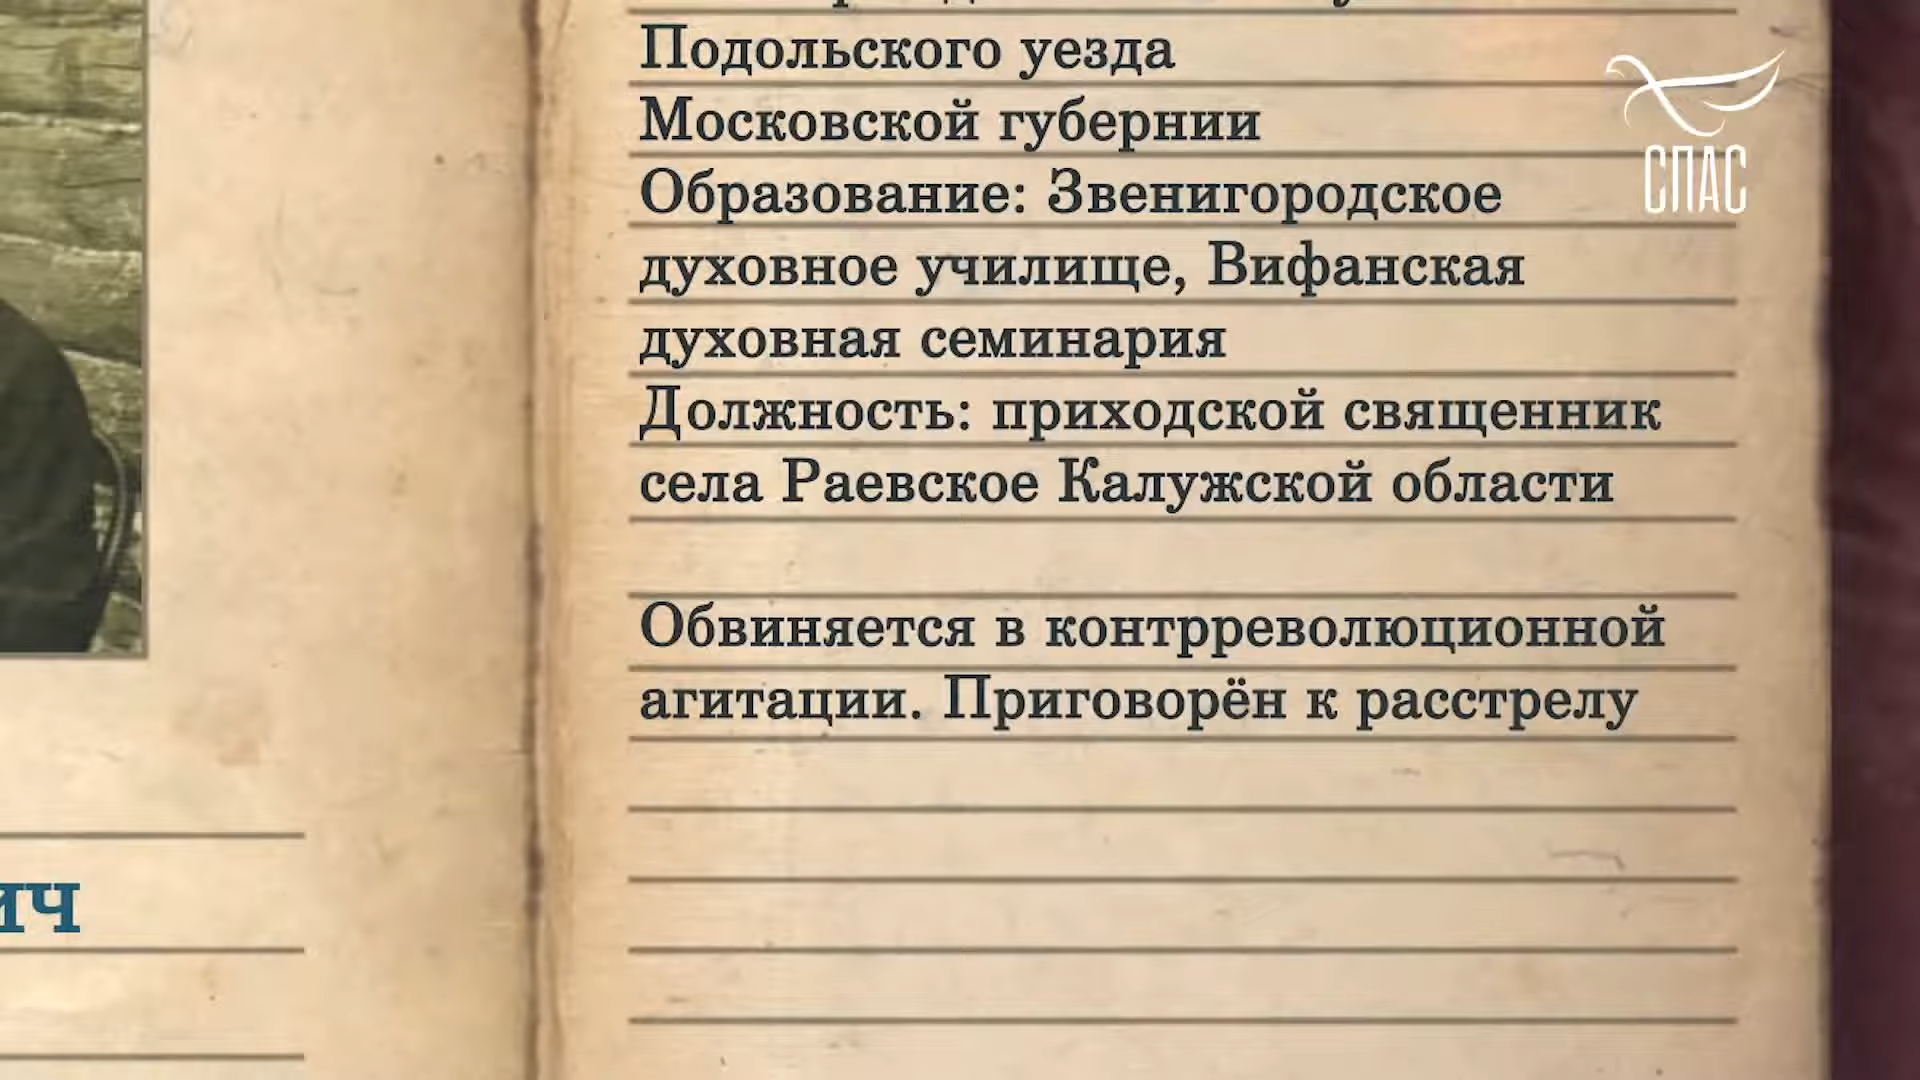 Подольского уезда
Московской губернии
Образование: Звенигородское
духовное училище, Вифанская
духовная семинария
Должность: приходской священник
села Раевское Калужской области
Обвиняется в контрреволюционной
агитации. Приговорён к расстрелу
СПАС
ич